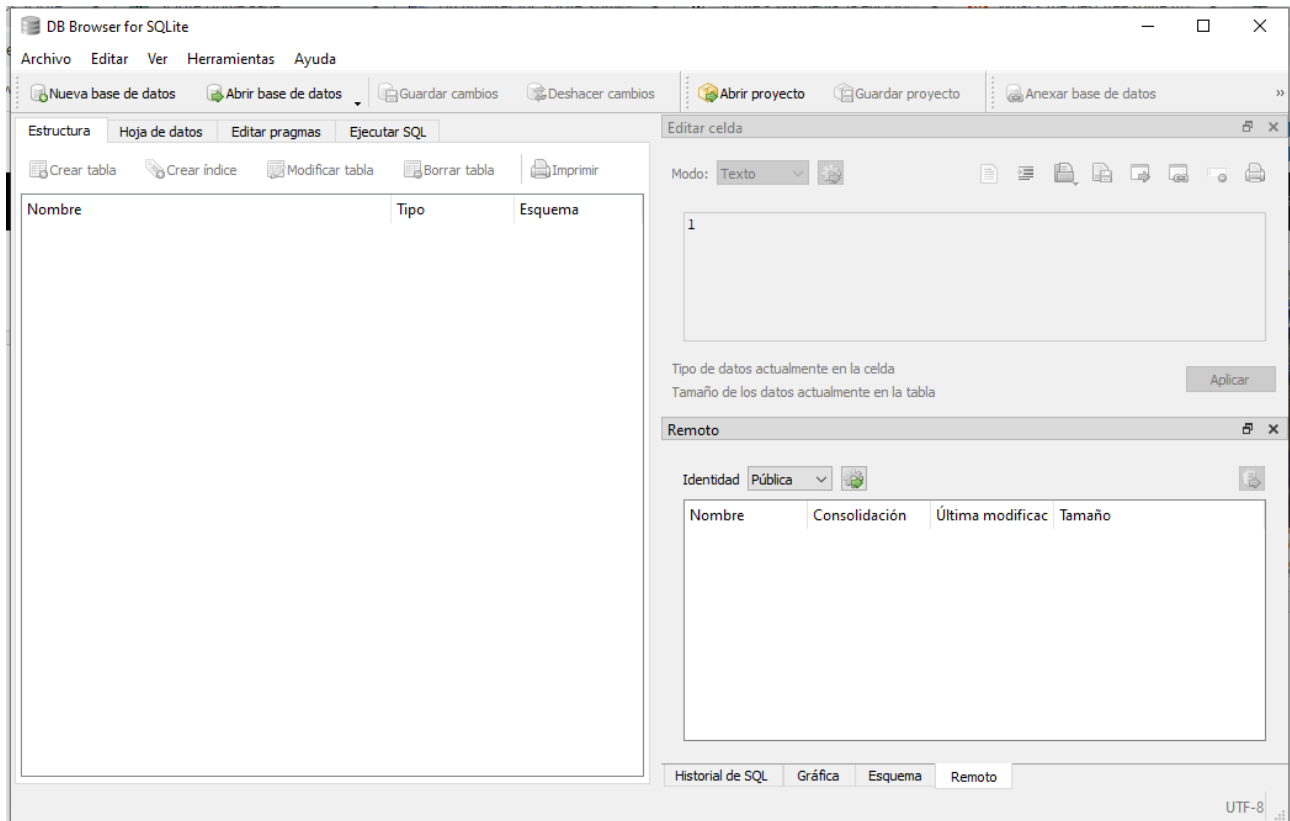 DB Browser for SQLite
Archivo Editar Ver Herramientas Ayuda
Nueva base de datos Abrir base de datos Guardar cambios Deshacer cambios Abrir proyecto Guardar proyecto Anexar base de datos »
Estructura Hoja de datos Editar pragmas Ejecutar SQL
Crear tabla Crear índice Modificar tabla Borrar tabla Imprimir
Nombre Tipo Esquema
Editar celda
Modo: Texto
1
Tipo de datos actualmente en la celda
Tamaño de los datos actualmente en la tabla
Aplicar
Remoto
Identidad Pública
Nombre Consolidación Última modificac Tamaño
Historial de SQL Gráfica Esquema Remoto
UTF-8